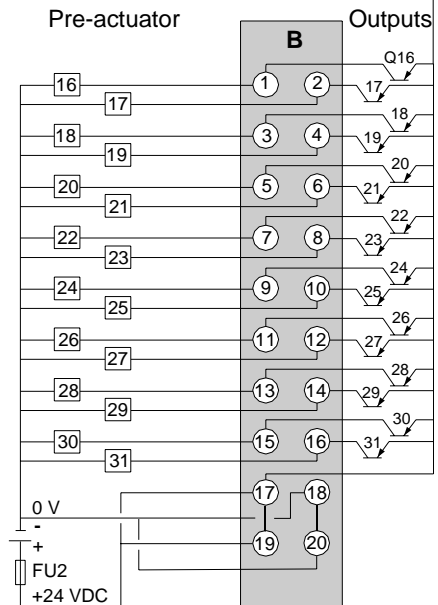 Pre-actuator Outputs
B
Q16
16 1 2 17
17
18
18 3 4 19
19
20
20 5 6 21
21
22
22 7 8 23
23
24
24 9 10 25
25
26
26 11 12 27
27
28
28 13 14 29
29
30
30 15 16 31
31
17 18
0 V
-
+ 19 20
FU2
+24 VDC